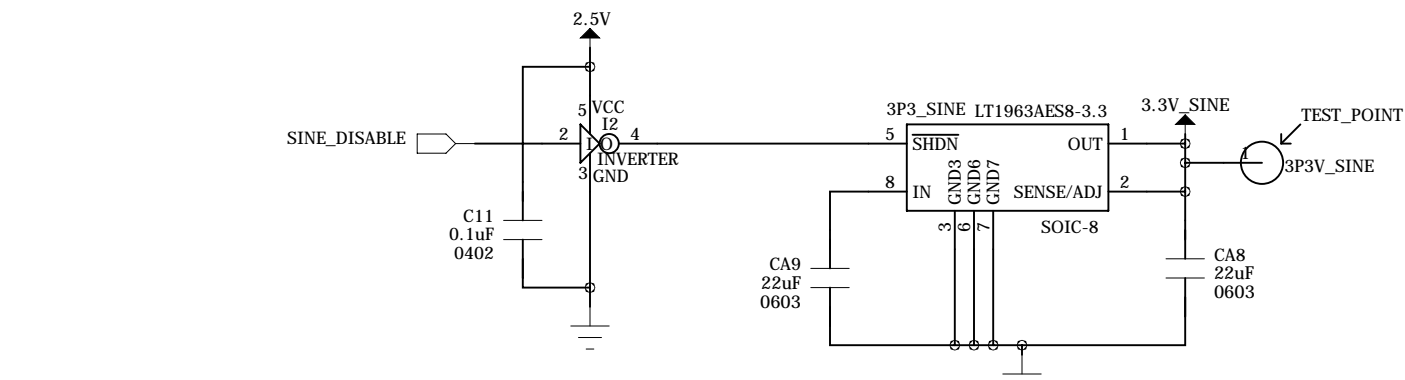 2.5V
5 VCC
I2
SINE_DISABLE
2
I O
4
INVERTER
3 GND
C11
0.1uF
0402
3P3_SINE LT1963AES8-3.3
5
SHDN
OUT
1
8
IN
GND3
GND6
GND7
SENSE/ADJ
2
3
6
7
SOIC-8
3.3V_SINE
TEST_POINT
1
3P3V_SINE
CA9
22uF
0603
CA8
22uF
0603